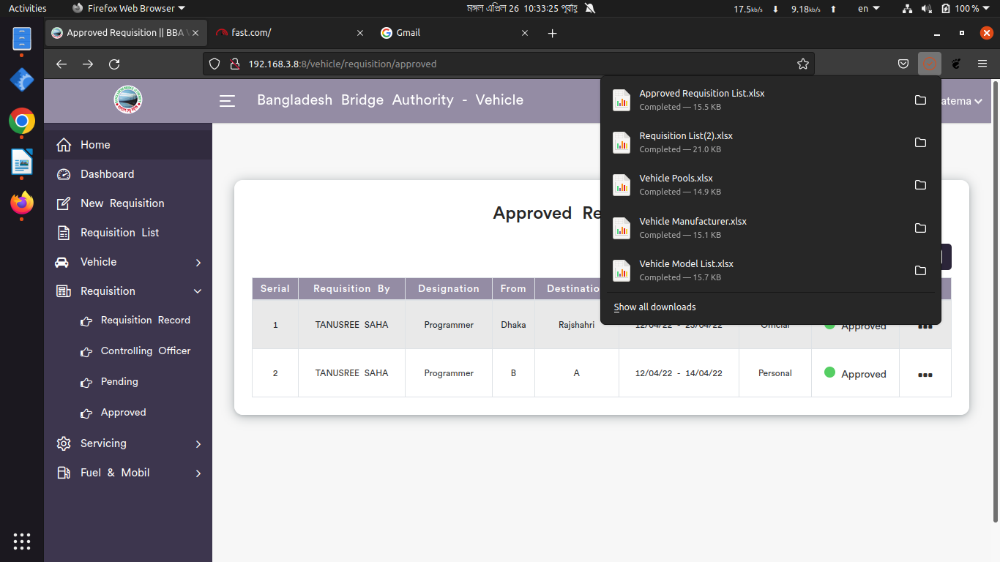 Activities
Firefox Web Browser
মঙ্গল এপ্রিল 26 10:33:25 পূর্বাহ্ণ
17.5kb/s
9.18kb/s
en
100 %
Approved Requisition || BBA
fast.com/
Gmail
192.168.3.8:8/vehicle/requisition/approved
Bangladesh Bridge Authority - Vehicle
atema
Home
Dashboard
New Requisition
Requisition List
Vehicle
Requisition
Requisition Record
Controlling Officer
Pending
Approved
Servicing
Fuel & Mobil
Approved Requisition List.xlsx
Completed — 15.5 KB
Requisition List(2).xlsx
Completed — 21.0 KB
Vehicle Pools.xlsx
Completed — 14.9 KB
Vehicle Manufacturer.xlsx
Completed — 15.1 KB
Vehicle Model List.xlsx
Completed — 15.7 KB
Show all downloads
Approved Re
Serial Requisition By Designation From Destinatio
1 TANUSREE SAHA Programmer Dhaka Rajshahri 12/04/22 - 25/04/22 Official Approved
2 TANUSREE SAHA Programmer B A 12/04/22 - 14/04/22 Personal Approved